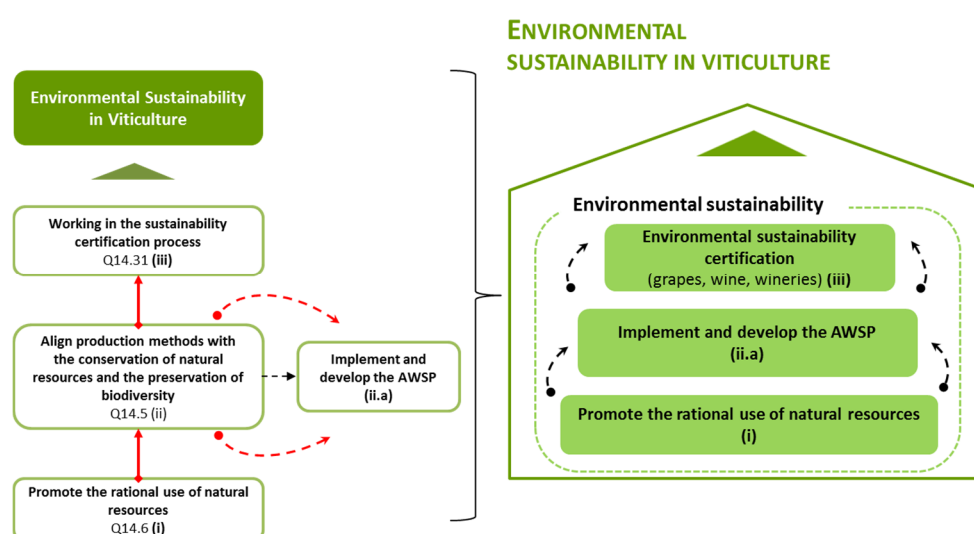 Environmental Sustainability
in Viticulture
Working in the sustainability
certification process
Q14.31 (iii)
Align production methods with
the conservation of natural
resources and the preservation of
biodiversity
Q14.5 (ii)
Implement and
develop the AWSP
(ii.a)
Promote the rational use of natural
resources
Q14.6 (i)
ENVIRONMENTAL
SUSTAINABILITY IN VITICULTURE
Environmental sustainability
Environmental sustainability
certification
(grapes, wine, wineries) (iii)
Implement and develop the AWSP
(ii.a)
Promote the rational use of natural resources
(i)